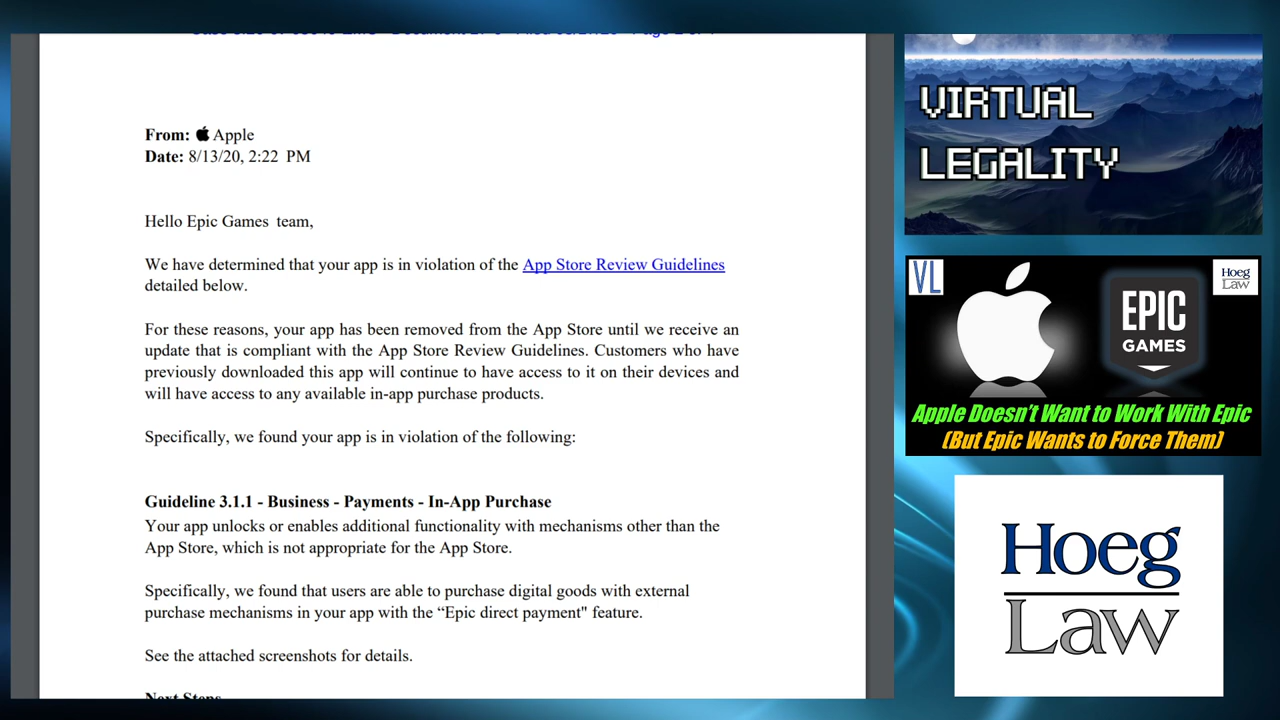 From: Apple
Date: 8/13/20, 2:22 PM
Hello Epic Games team,
We have determined that your app is in violation of the App Store Review Guidelines
detailed below.
For these reasons, your app has been removed from the App Store until we receive an
update that is compliant with the App Store Review Guidelines. Customers who have
previously downloaded this app will continue to have access to it on their devices and
will have access to any available in-app purchase products.
Specifically, we found your app is in violation of the following:
Guideline 3.1.1 - Business - Payments - In-App Purchase
Your app unlocks or enables additional functionality with mechanisms other than the
App Store, which is not appropriate for the App Store.
Specifically, we found that users are able to purchase digital goods with external
purchase mechanisms in your app with the “Epic direct payment" feature.
See the attached screenshots for details.
Next Steps
VIRTUAL
LEGALITY
VL
Hoeg
Law
EPIC
GAMES
Apple Doesn't Want to Work With Epic
(But Epic Wants to Force Them)
Hoeg
Law